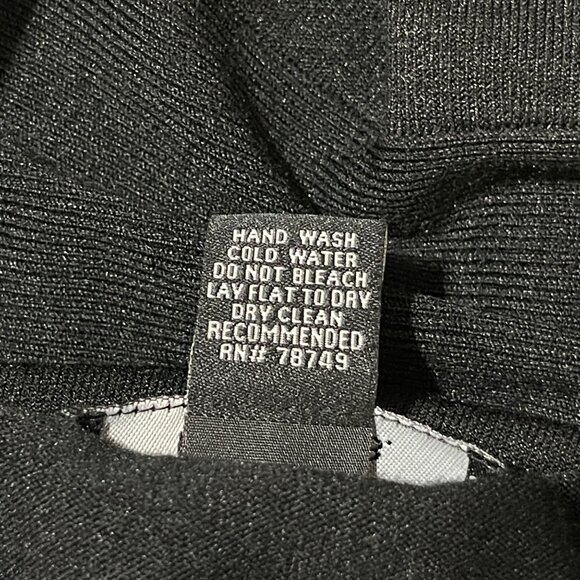 HAND WASH
COLD WATER
DO NOT BLEACH
LAY FLAT TO DRY
DRY CLEAN
RECOMMENDED
RN# 78749